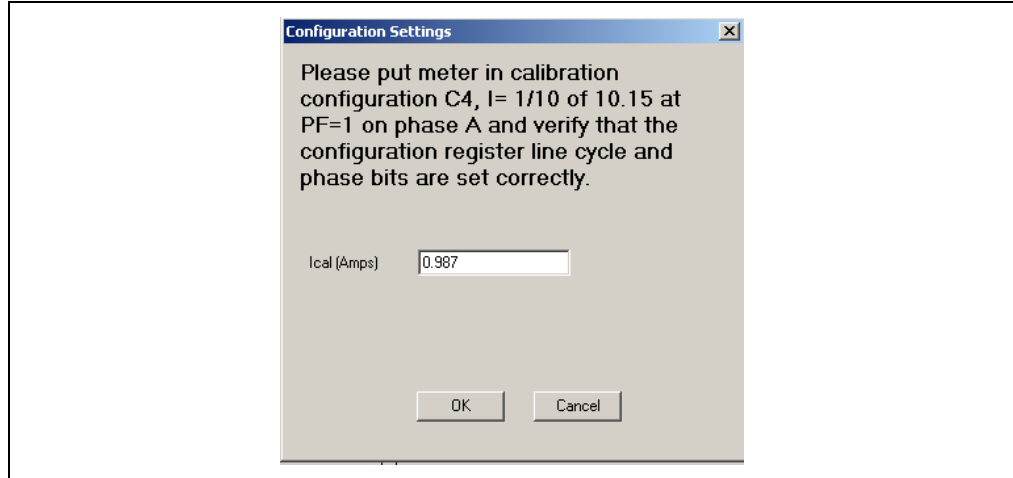 Configuration Settings
Please put meter in calibration
configuration C4, I= 1/10 of 10.15 at
PF=1 on phase A and verify that the
configuration register line cycle and
phase bits are set correctly.
Ical (Amps) 0.987
OK Cancel